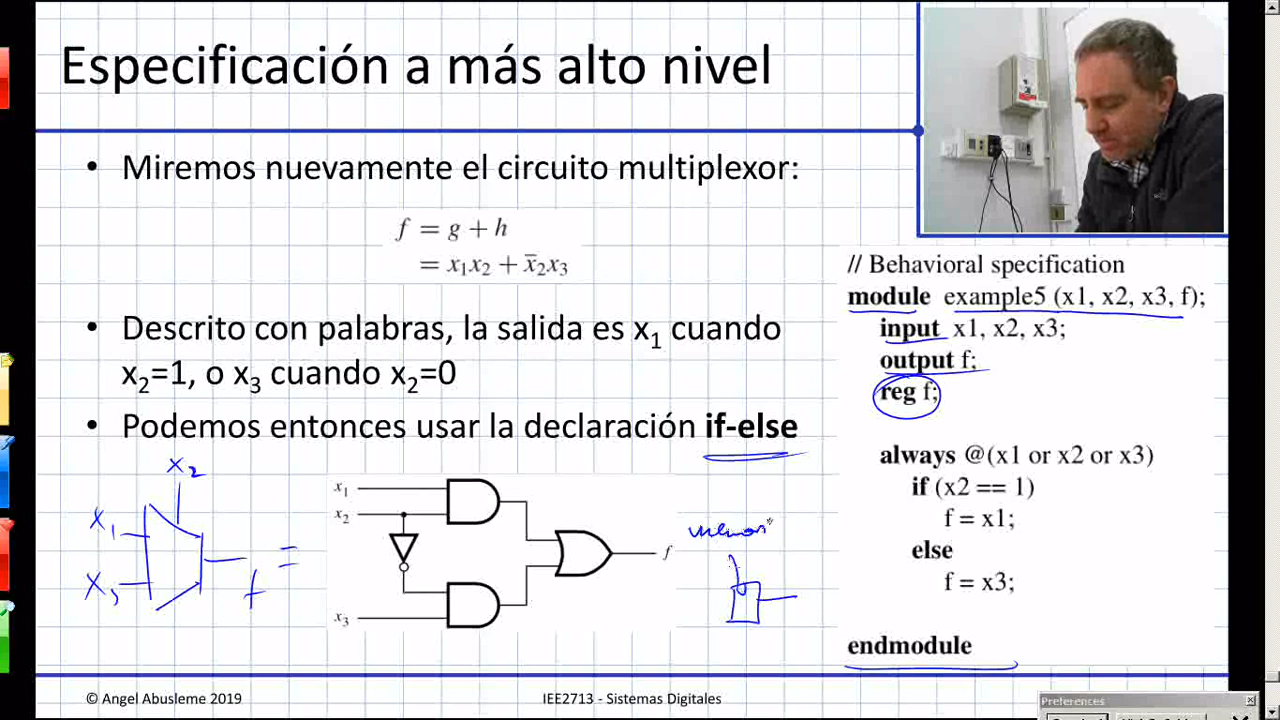 Especificación a más alto nivel
• Miremos nuevamente el circuito multiplexor:
f = g + h
= x₁x₂ + x̄₂x₃
• Descrito con palabras, la salida es x₁ cuando
x₂=1, o x₃ cuando x₂=0
• Podemos entonces usar la declaración if-else
x₂
x₁
x₃
f
=
x₁
x₂
x₃
f
// Behavioral specification
module example5 (x1, x2, x3, f);
input x1, x2, x3;
output f;
reg f;
always @(x1 or x2 or x3)
if (x2 == 1)
f = x1;
else
f = x3;
endmodule
© Angel Abusleme 2019
IEE2713 - Sistemas Digitales
Preferences